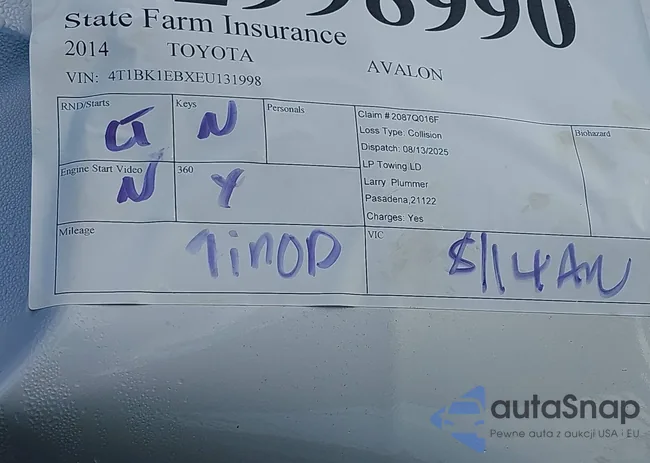 State Farm Insurance
2014 TOYOTA AVALON
VIN: 4T1BK1EBXEU131998
RND/Starts Keys Personals
N
Claim # 2087Q016F
Loss Type: Collision
Dispatch: 08/13/2025
LP Towing LD
Larry Plummer
Pasadena,21122
Charges: Yes
Biohazard
Engine Start Video 360
N Y
Mileage
TinOD
VIC
8/14AN
autaSnap
Pewne auta z aukcji USA i EU